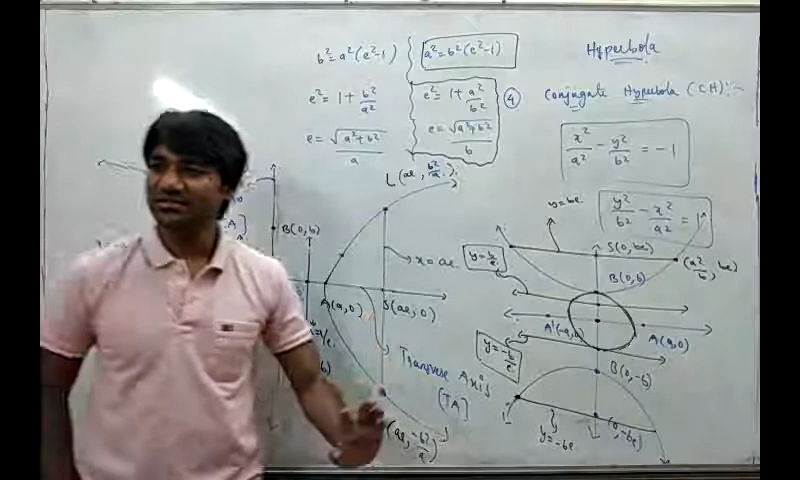 Hyperbola
b² = a²(e²-1)
a² = b²(e²-1)
e² = 1 + b²/a²
e² = 1 + a²/b²
④ Conjugate Hyperbola (CH):-
e = √(a²+b²)/a
e = √(a²+b²)/b
x²/a² - y²/b² = -1
L(ae, b²/a)
y = be
y²/b² - x²/a² = 1
B(0, b)
S(0, be)
x = ae
y = b/e
(a²/b, be)
B(0, b)
A(a, 0)
S(ae, 0)
A'(-a, 0)
A(a, 0)
y = -b/e
Transverse Axis
(TA)
B(0, -b)
(ae, -b²/a)
y = -be
(0, -be)